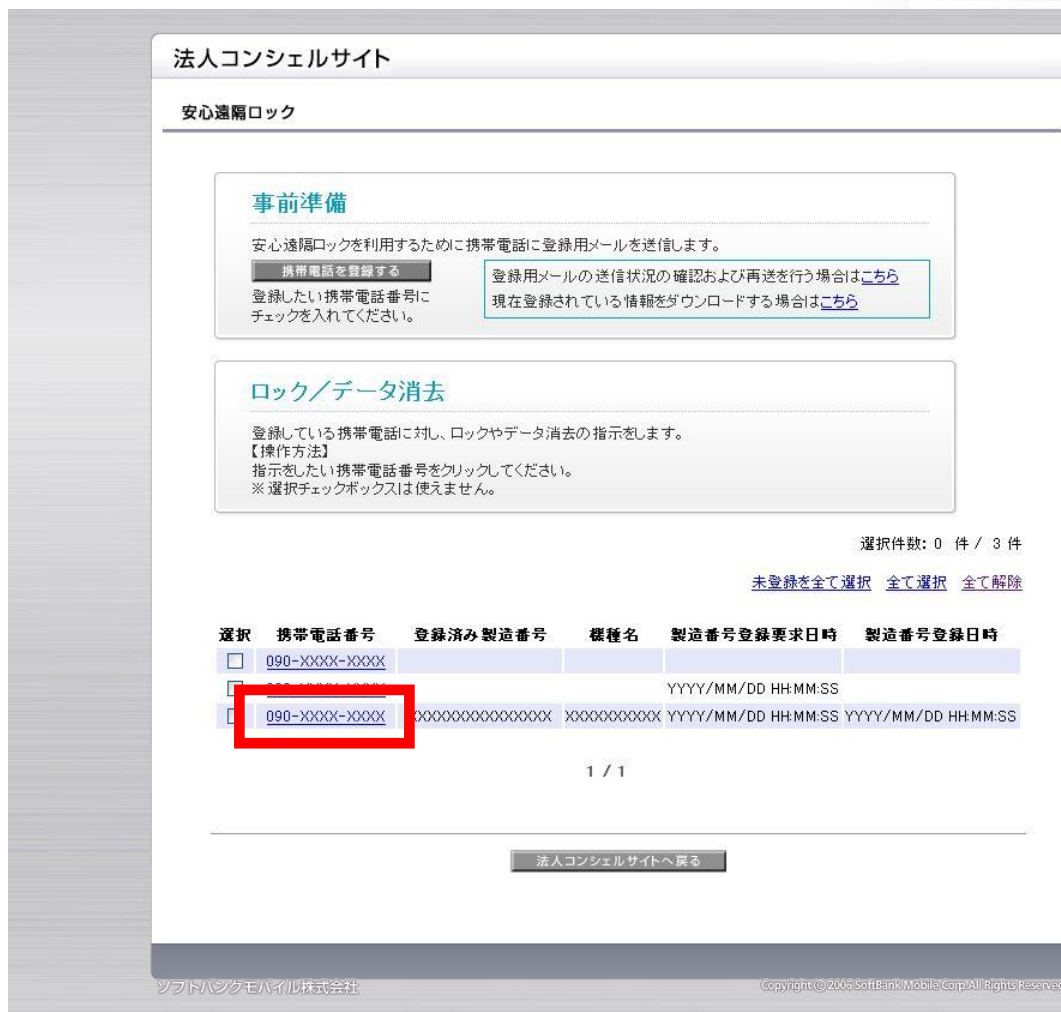 法人コンシェルサイト
安心遠隔ロック
事前準備
安心遠隔ロックを利用するために携帯電話に登録用メールを送信します。
携帯電話を登録する
登録したい携帯電話番号に
チェックを入れてください。
登録用メールの送信状況の確認および再送を行う場合はこちら
現在登録されている情報をダウンロードする場合はこちら
ロック／データ消去
登録している携帯電話に対し、ロックやデータ消去の指示をします。
【操作方法】
指示をしたい携帯電話番号をクリックしてください。
※選択チェックボックスは使えません。
選択件数: 0 件 / 3 件
未登録を全て選択 全て選択 全て解除
選択 携帯電話番号 登録済み製造番号 機種名 製造番号登録要求日時 製造番号登録日時
090-XXXX-XXXX
YYYY/MM/DD HH:MM:SS
090-XXXX-XXXX XXXXXXXXXXXXXXX XXXXXXXXXX YYYY/MM/DD HH:MM:SS YYYY/MM/DD HH:MM:SS
1 / 1
法人コンシェルサイトへ戻る
ソフトバンクモバイル株式会社
Copyright © 2006 SoftBank Mobile Corp. All Rights Reserved